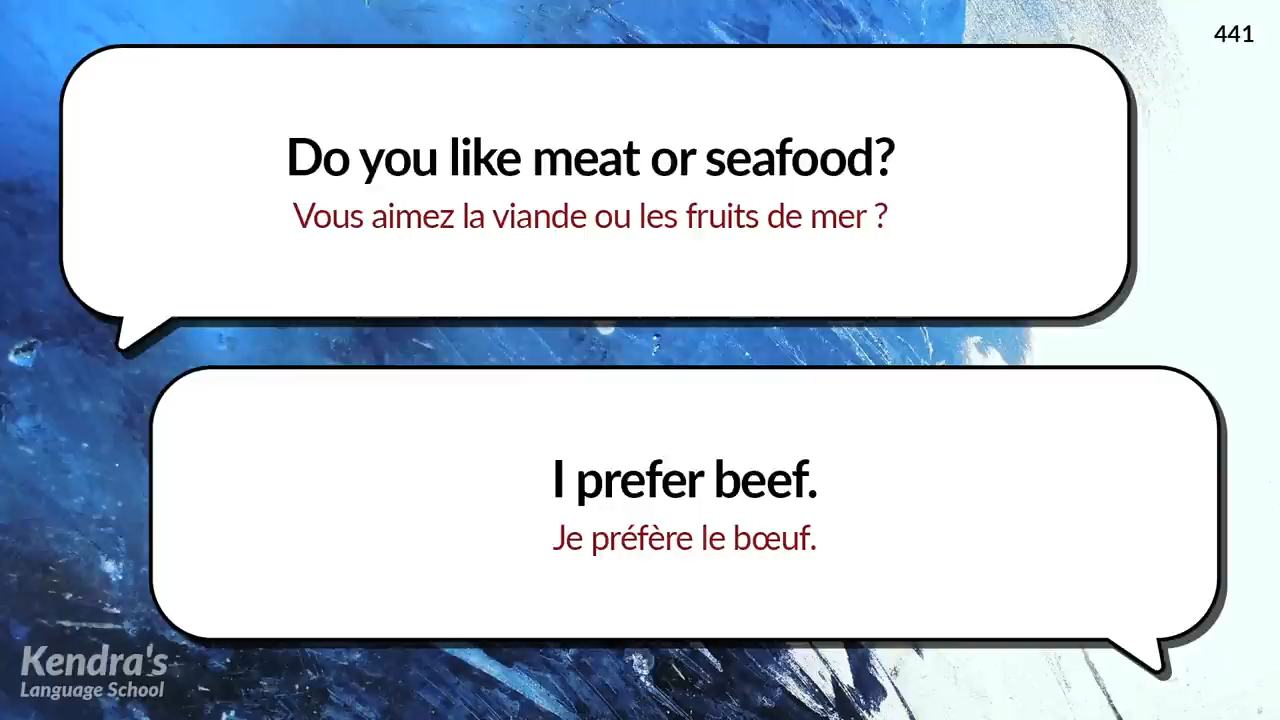 441
Do you like meat or seafood?
Vous aimez la viande ou les fruits de mer ?
I prefer beef.
Je préfère le bœuf.
Kendra's
Language School